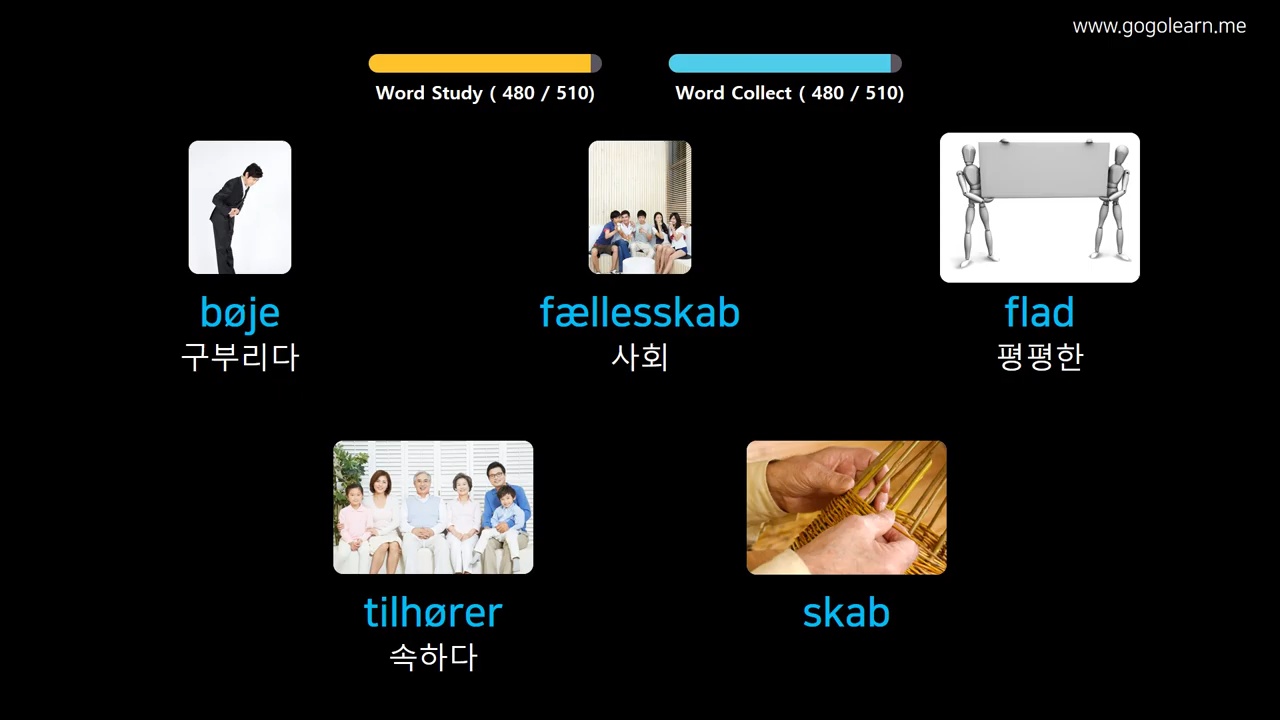 www.gogolearn.me
Word Study ( 480 / 510)
Word Collect ( 480 / 510)
bøje
구부리다
fællesskab
사회
flad
평평한
tilhører
속하다
skab